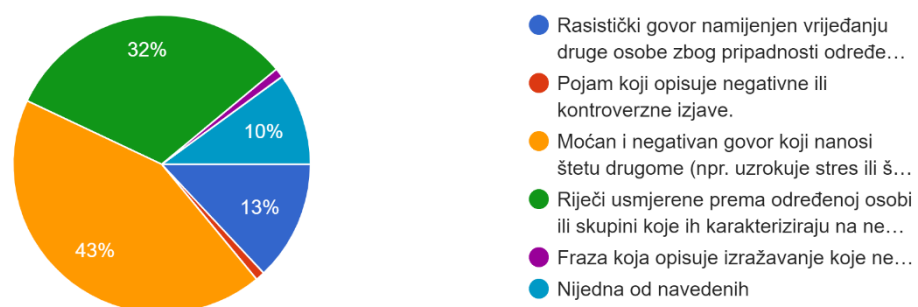 32%
10%
13%
43%
Rasistički govor namijenjen vrijeđanju
druge osobe zbog pripadnosti određe…
Pojam koji opisuje negativne ili
kontroverzne izjave.
Moćan i negativan govor koji nanosi
štetu drugome (npr. uzrokuje stres ili š…
Riječi usmjerene prema određenoj osobi
ili skupini koje ih karakteriziraju na ne…
Fraza koja opisuje izražavanje koje ne…
Nijedna od navedenih